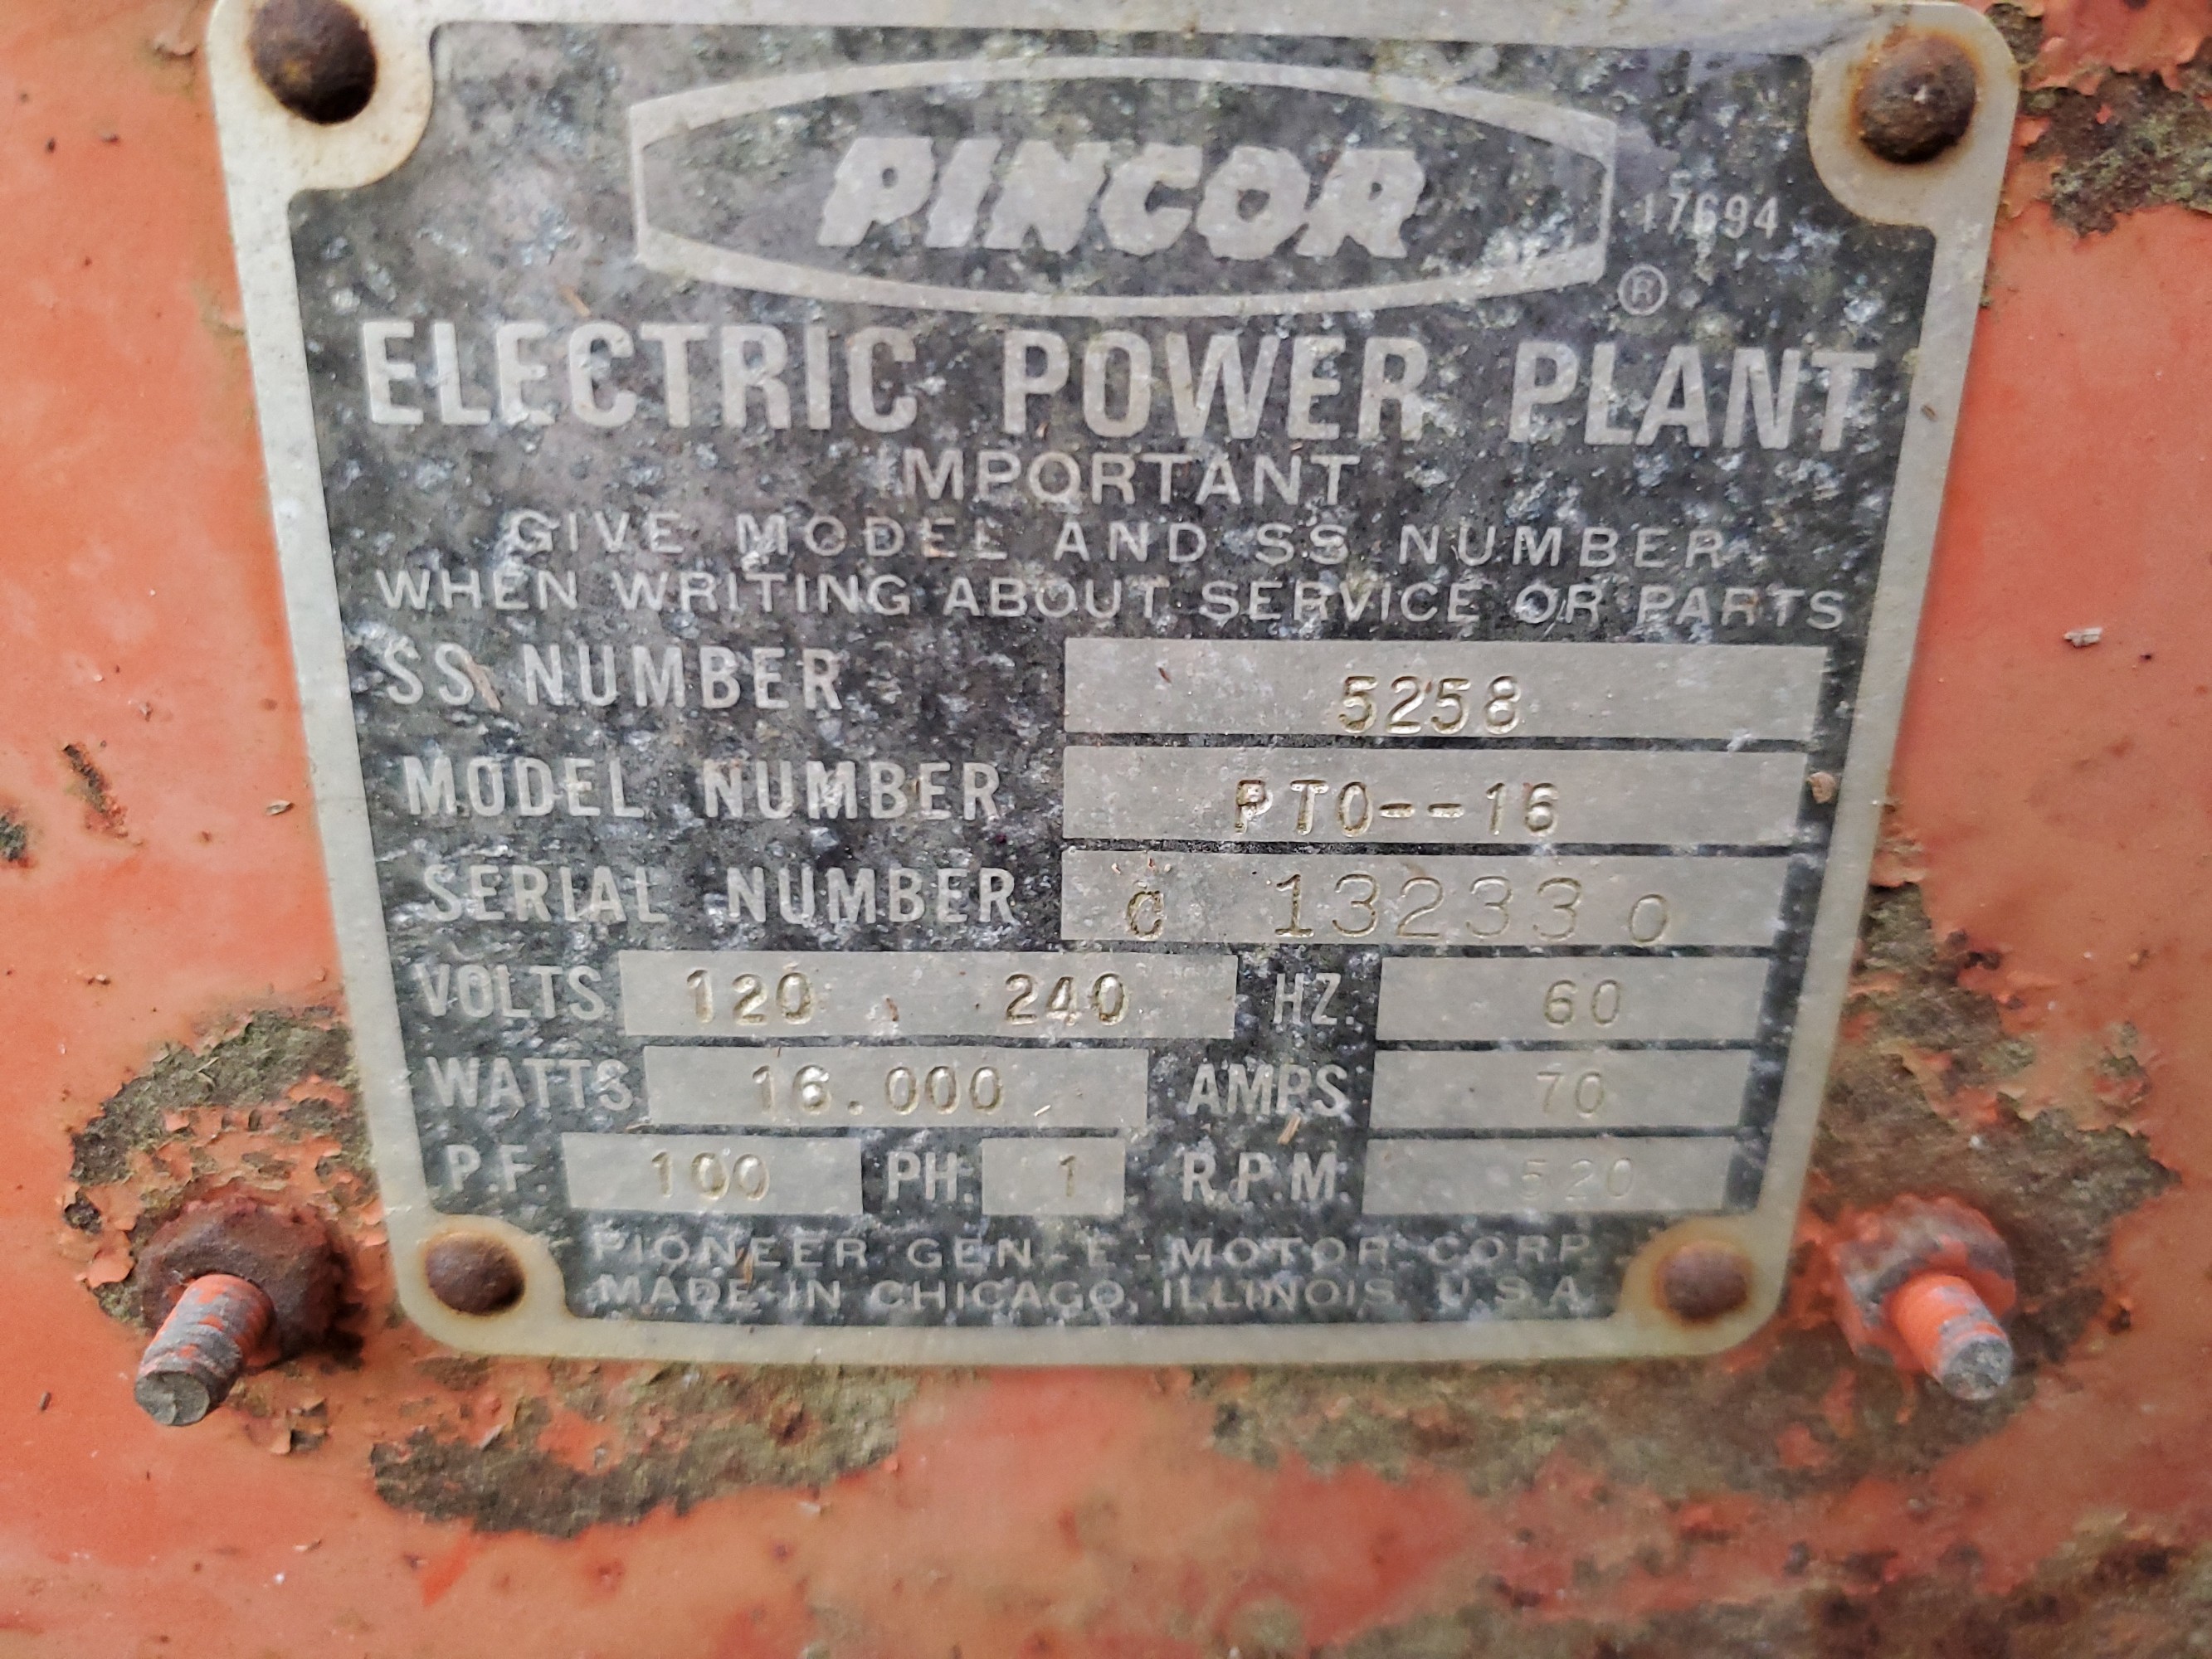 PINCOR
17694
®
ELECTRIC POWER PLANT
IMPORTANT
GIVE MODEL AND SS NUMBER
WHEN WRITING ABOUT SERVICE OR PARTS
SS NUMBER 5258
MODEL NUMBER PTO--16
SERIAL NUMBER C 132330
VOLTS 120 240 HZ. 60
WATTS 16.000 AMPS 70
P.F. 100 PH. 1 R.P.M. 520
PIONEER GEN-E-MOTOR CORP.
MADE IN CHICAGO, ILLINOIS, U.S.A.